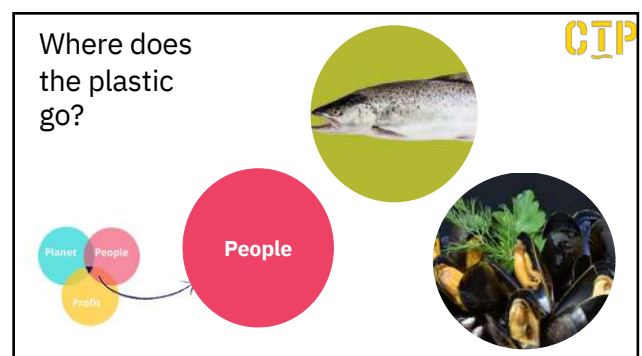 Where does
the plastic
go?
CTP
Planet People
Profit
People